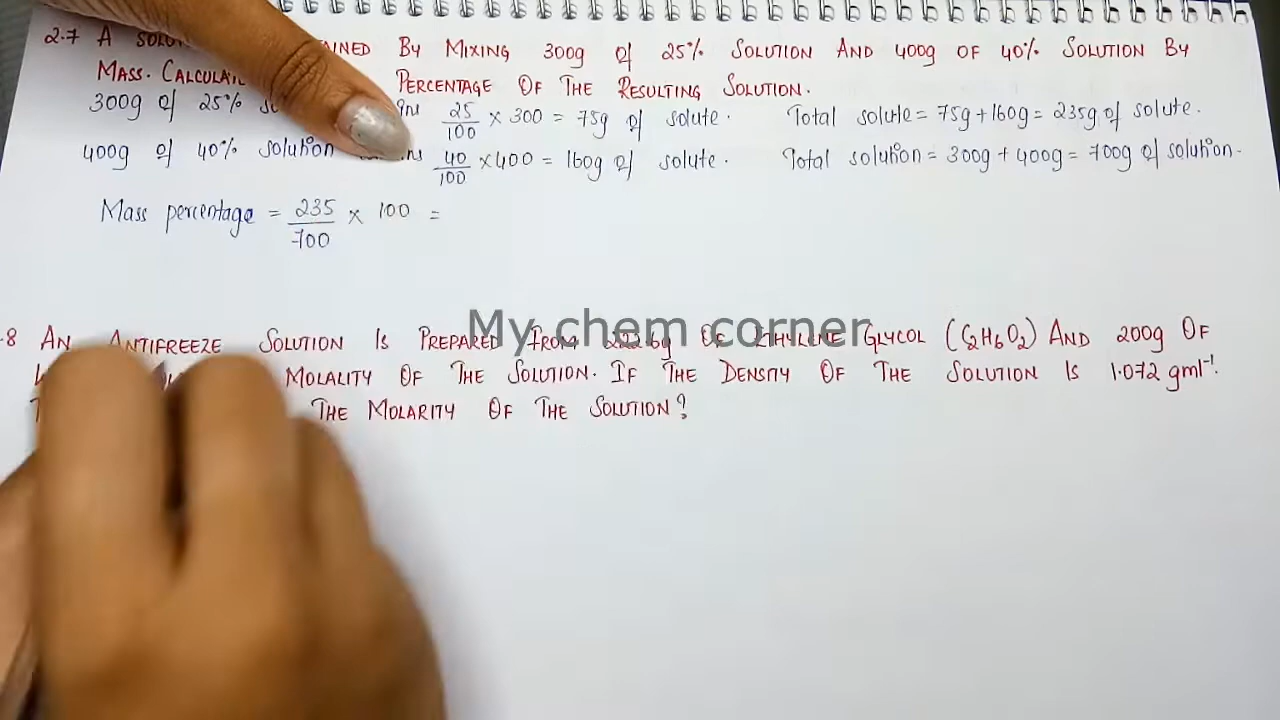 2.7 A TAINED BY MIXING 300g of 25% SOLUTION AND 400g OF 40% SOLUTION BY
MASS. PERCENTAGE OF THE RESULTING SOLUTION.
300g of 25% 25/100 × 300 = 75g of solute. Total solute = 75g + 160g = 235g of solute.
400g of 40% solution 40/100 × 400 = 160g of solute. Total solution = 300g + 400g = 700g of solution.
Mass percentage = 235/700 × 100 =
My chem corner
.8 AN ANTIFREEZE SOLUTION IS PREPARED FROM OF ETHYLENE GLYCOL (C2H6O2) AND 200g OF
MOLALITY OF THE SOLUTION. IF THE DENSITY OF THE SOLUTION IS 1.072 gml⁻¹.
THE MOLARITY OF THE SOLUTION?